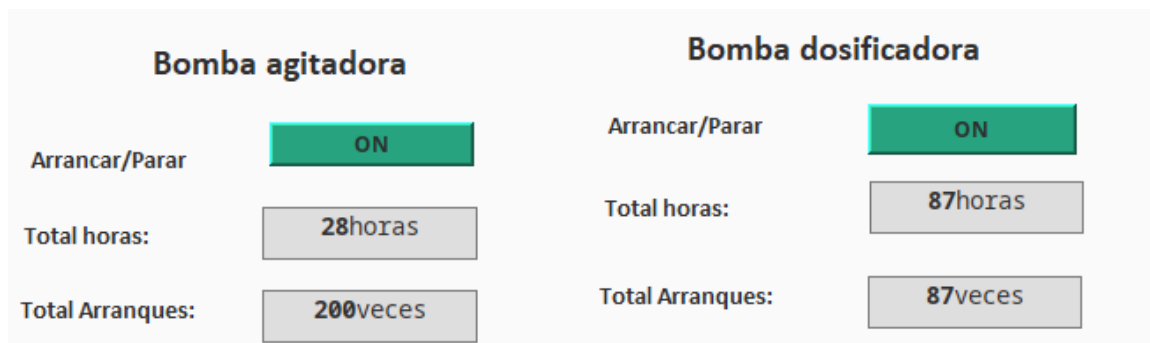 Bomba agitadora
Arrancar/Parar
ON
Total horas:
28horas
Total Arranques:
200veces
Bomba dosificadora
Arrancar/Parar
ON
Total horas:
87horas
Total Arranques:
87veces